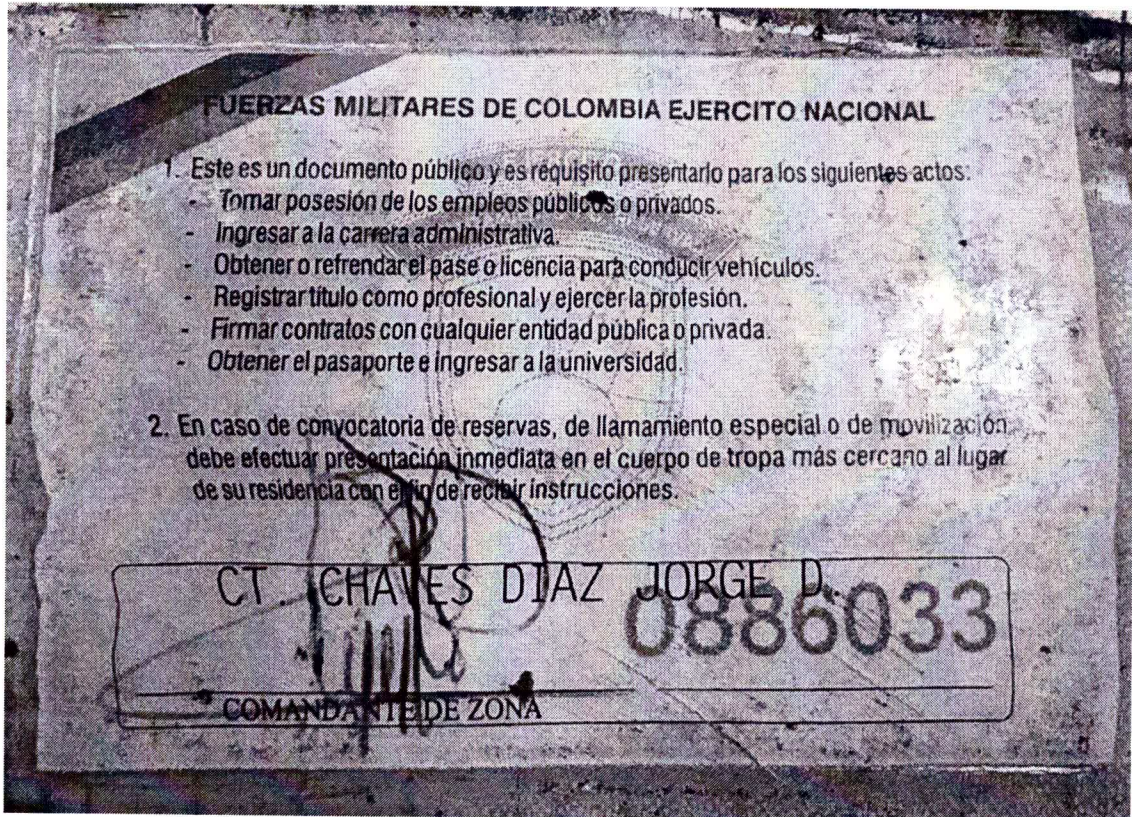 FUERZAS MILITARES DE COLOMBIA EJERCITO NACIONAL
1. Este es un documento público y es réquisito presentarlo para los siguientes actos:
- Tomar posesión de los empleos públicos o privados.
- Ingresar a la carrera administrativa.
- Obtener o refrendar el pase o licencia para conducir vehículos.
- Registrar título como profesional y ejercer la profesión.
- Firmar contratos con cualquier entidad pública o privada.
- Obtener el pasaporte e ingresar a la universidad.
2. En caso de convocatoria de reservas, de llamamiento especial o de movilización
debe efectuar presentación inmediata en el cuerpo de tropa más cercano al lugar
de su residencia con el fin de recibir instrucciones.
CT CHAVES DIAZ JORGE D.
0886033
COMANDANTE DE ZONA